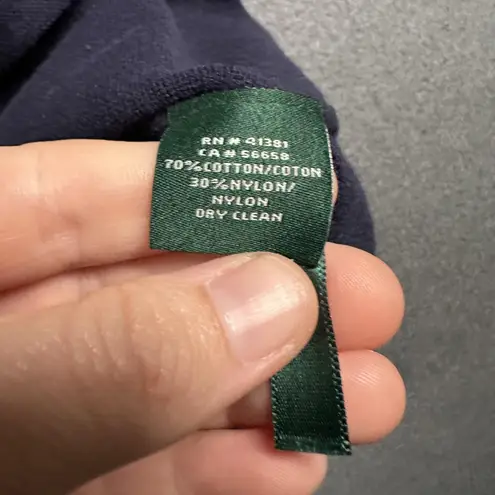 RN # 41381
CA # 56658
70%COTTON/COTON
30%NYLON/
NYLON
DRY CLEAN